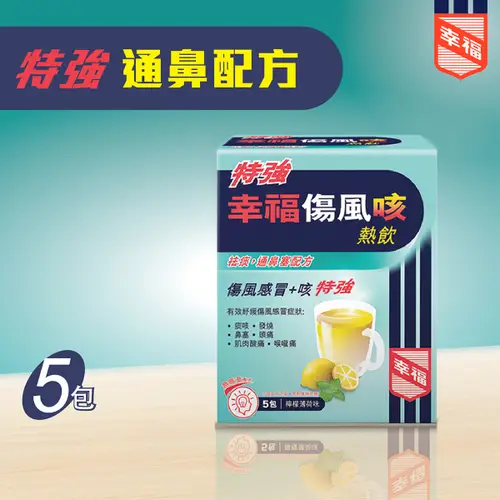 特強 通鼻配方
幸福
特強
幸福傷風咳
熱飲
祛痰·通鼻塞配方
傷風感冒+咳 特強
有效紓緩傷風感冒症狀:
• 痰咳 • 發燒
• 鼻塞 • 頭痛
• 肌肉酸痛 • 喉嚨痛
幸福
5包 檸檬薄荷味
5包